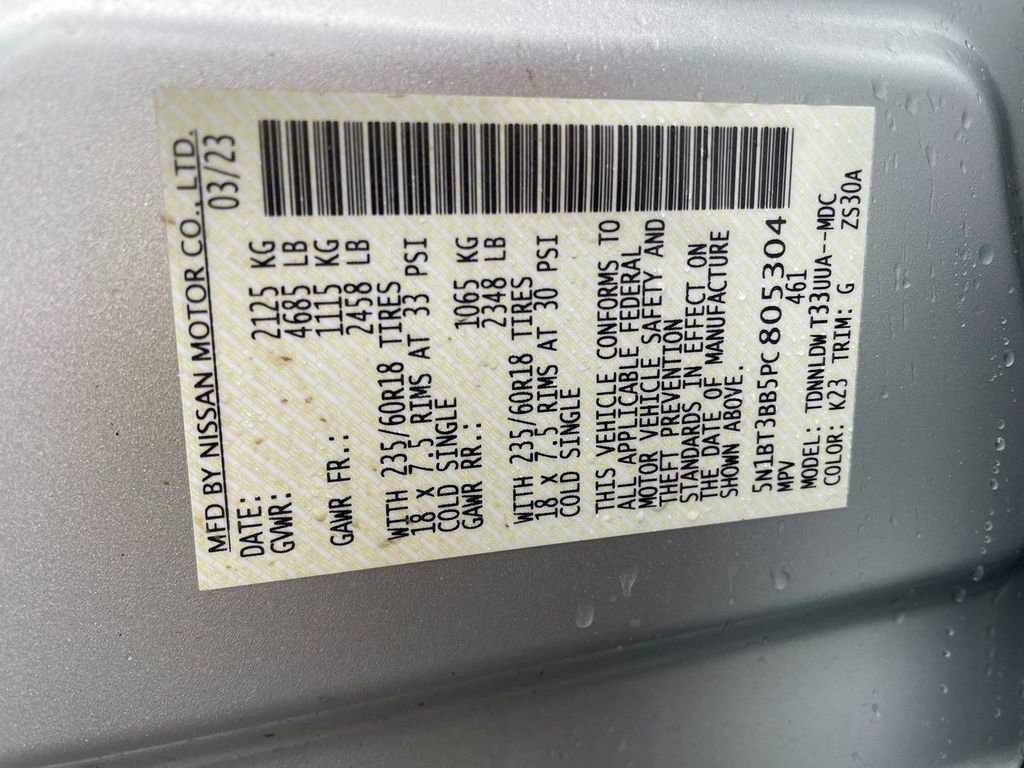 MFD BY NISSAN MOTOR CO., LTD.
DATE: 03/23
GVWR: 2125 KG
4685 LB
GAWR FR.: 1115 KG
2458 LB
WITH 235/60R18 TIRES
18 X 7.5 RIMS AT 33 PSI
COLD SINGLE
GAWR RR.: 1065 KG
2348 LB
WITH 235/60R18 TIRES
18 X 7.5 RIMS AT 30 PSI
COLD SINGLE
THIS VEHICLE CONFORMS TO
ALL APPLICABLE FEDERAL
MOTOR VEHICLE SAFETY AND
THEFT PREVENTION
STANDARDS IN EFFECT ON
THE DATE OF MANUFACTURE
SHOWN ABOVE.
5N1BT3BB5PC805304
MPV 461
MODEL: TDNNLDW T33UUA--MDC
COLOR: K23 TRIM: G ZS30A